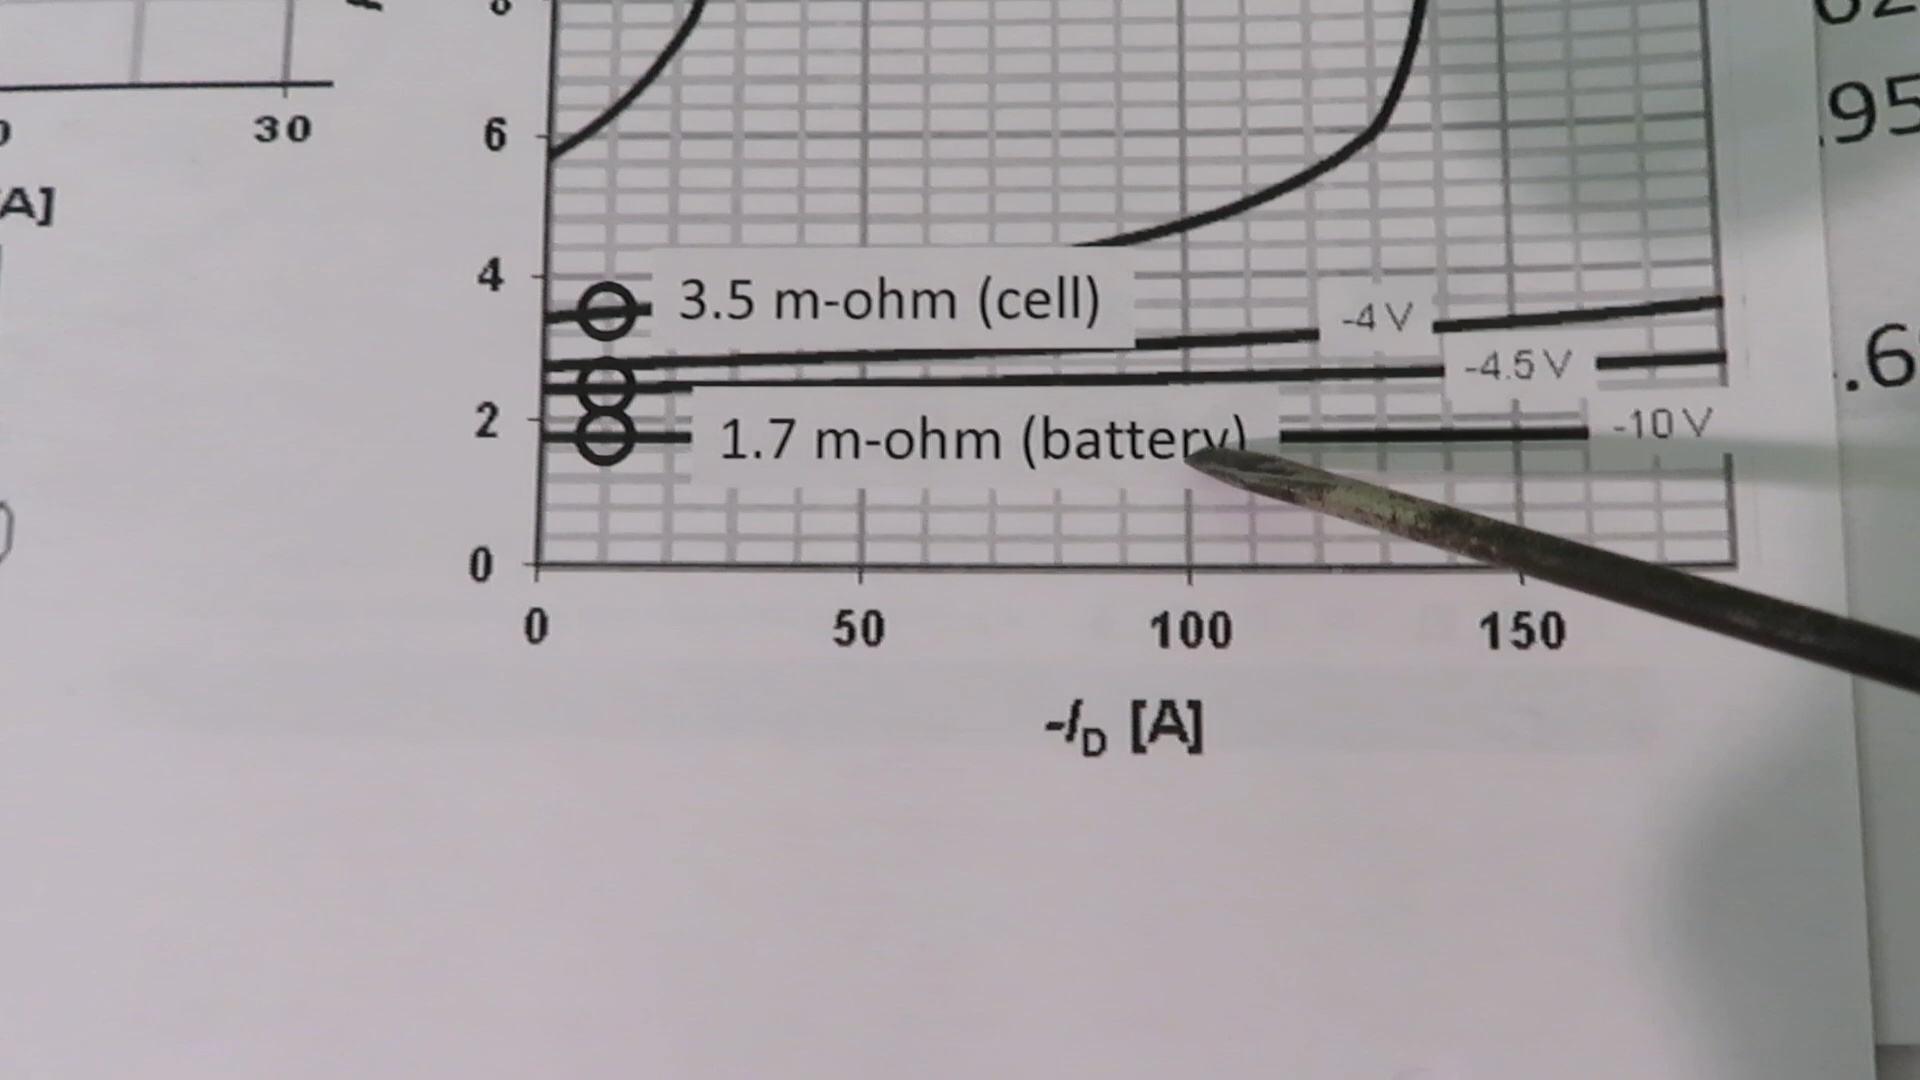 30
A]
6
4
2
0
3.5 m-ohm (cell)
-4 V
-4.5 V
1.7 m-ohm (battery)
-10 V
0 50 100 150
-ID [A]
95
.6